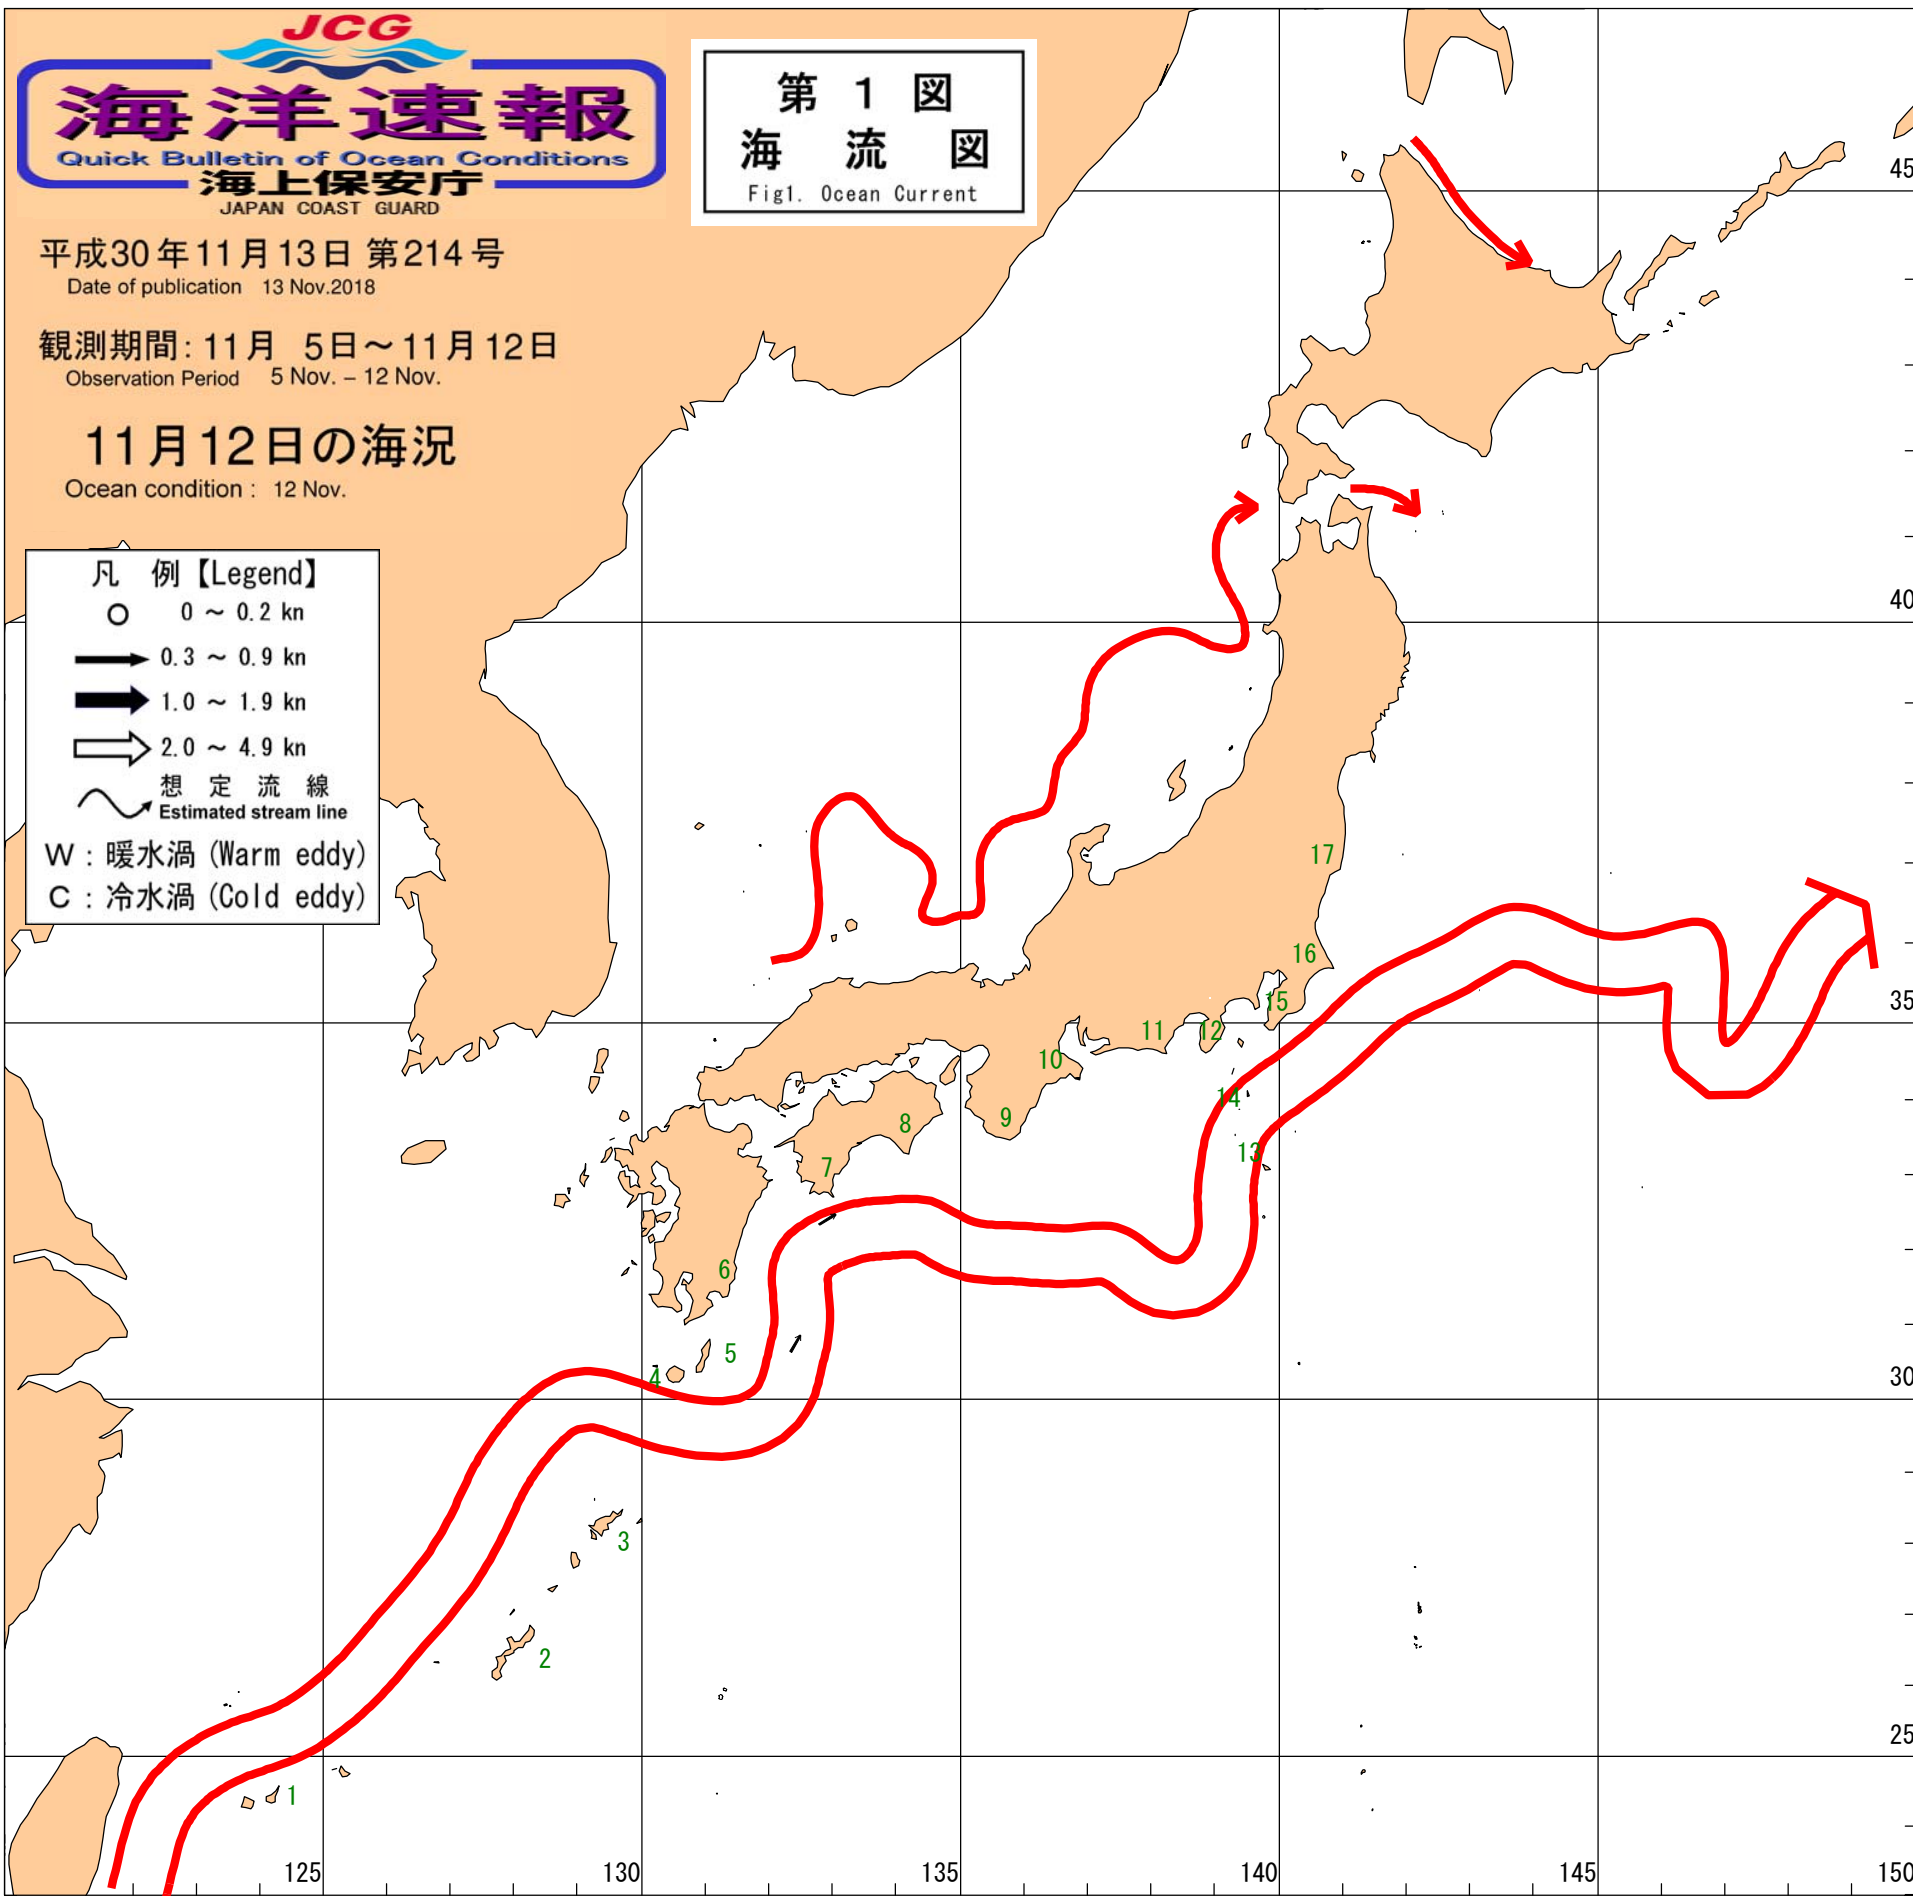 JCG
海洋速報
Quick Bulletin of Ocean Conditions
海上保安庁
JAPAN COAST GUARD
第 1 図
海 流 図
Fig1. Ocean Current
平成30年11月13日 第214号
Date of publication 13 Nov.2018
観測期間: 11月 5日～11月12日
Observation Period 5 Nov. – 12 Nov.
11月12日の海況
Ocean condition : 12 Nov.
凡 例【Legend】
0 ～ 0.2 kn
0.3 ～ 0.9 kn
1.0 ～ 1.9 kn
2.0 ～ 4.9 kn
想 定 流 線
Estimated stream line
W : 暖水渦 (Warm eddy)
C : 冷水渦 (Cold eddy)
45
40
35
30
25
17
16
15
12
11
10
14
9
8
13
7
6
5
4
3
2
1
125
130
135
140
145
150